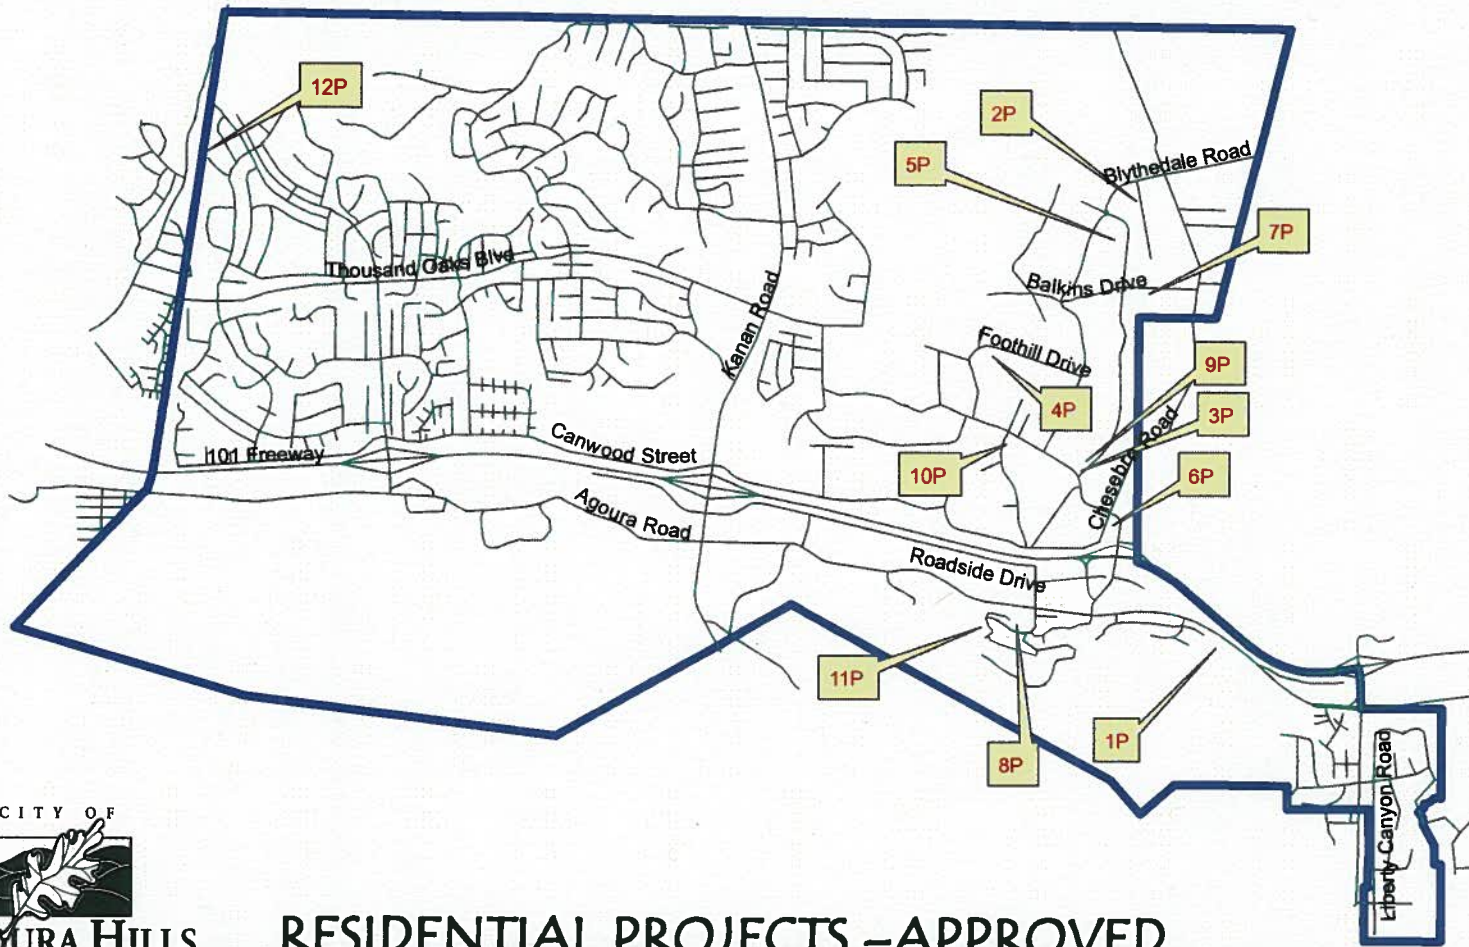 12P
2P
Blythedale Road
5P
7P
Thousand Oaks Blvd
Balkins Drive
Kanan Road
Foothill Drive
9P
4P
3P
Chesebro Road
Canwood Street
101 Freeway
10P
6P
Agoura Road
Roadside Drive
11P
1P
8P
Liberty Canyon Road
CITY OF
URA HILLS
RESIDENTIAL PROJECTS – APPROVED